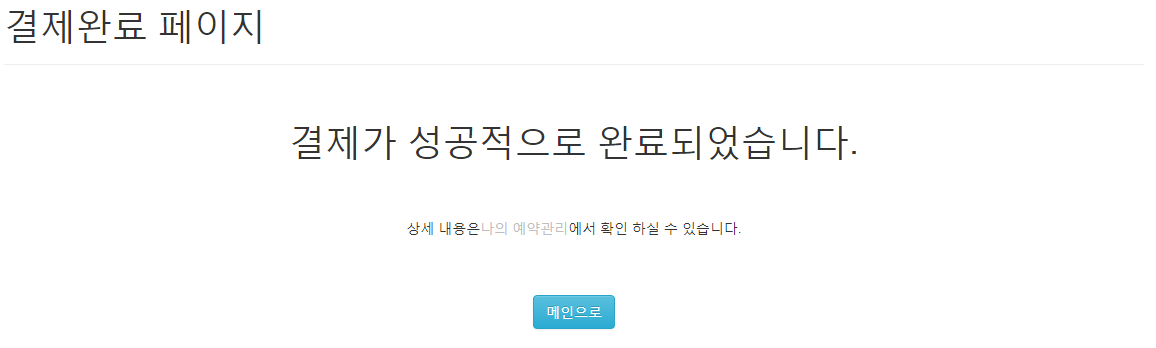 결제완료 페이지
결제가 성공적으로 완료되었습니다.
상세 내용은나의 예약관리에서 확인 하실 수 있습니다.
메인으로